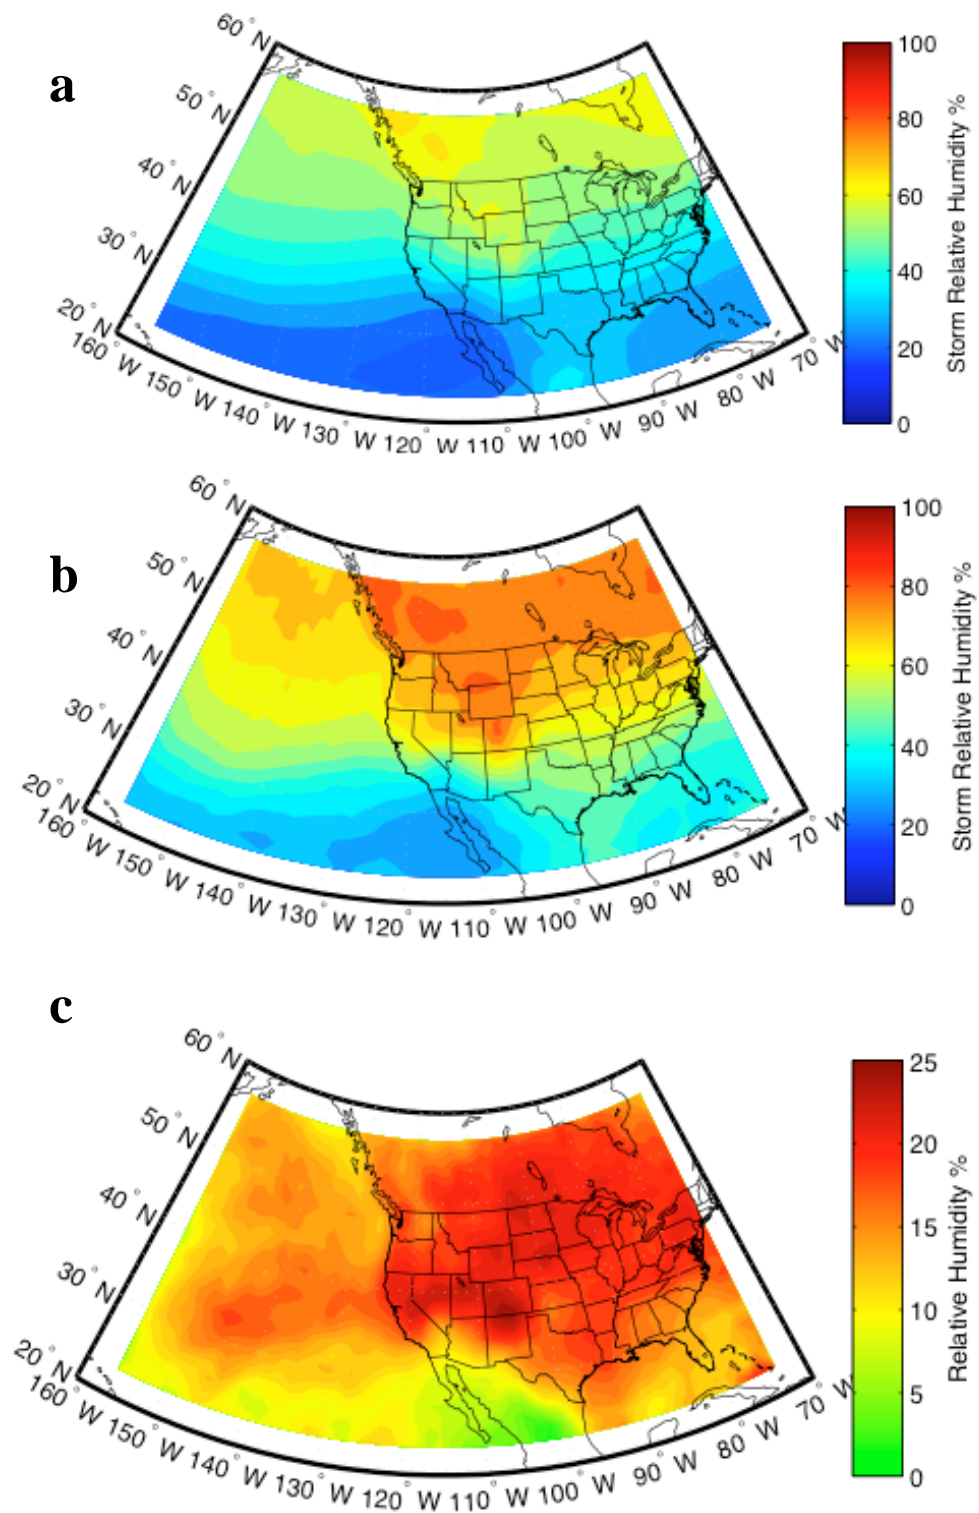 a
60 ° N
50 ° N
40 ° N
30 ° N
20 ° N
160 ° W
150 ° W
140 ° W
130 ° W
120 ° W
110 ° W
100 ° W
90 ° W
80 ° W
70 ° W
100
80
60
40
20
0
Storm Relative Humidity %
b
60 ° N
50 ° N
40 ° N
30 ° N
20 ° N
160 ° W
150 ° W
140 ° W
130 ° W
120 ° W
110 ° W
100 ° W
90 ° W
80 ° W
70 ° W
100
80
60
40
20
0
Storm Relative Humidity %
c
60 ° N
50 ° N
40 ° N
30 ° N
20 ° N
160 ° W
150 ° W
140 ° W
130 ° W
120 ° W
110 ° W
100 ° W
90 ° W
80 ° W
70 ° W
25
20
15
10
5
0
Relative Humidity %